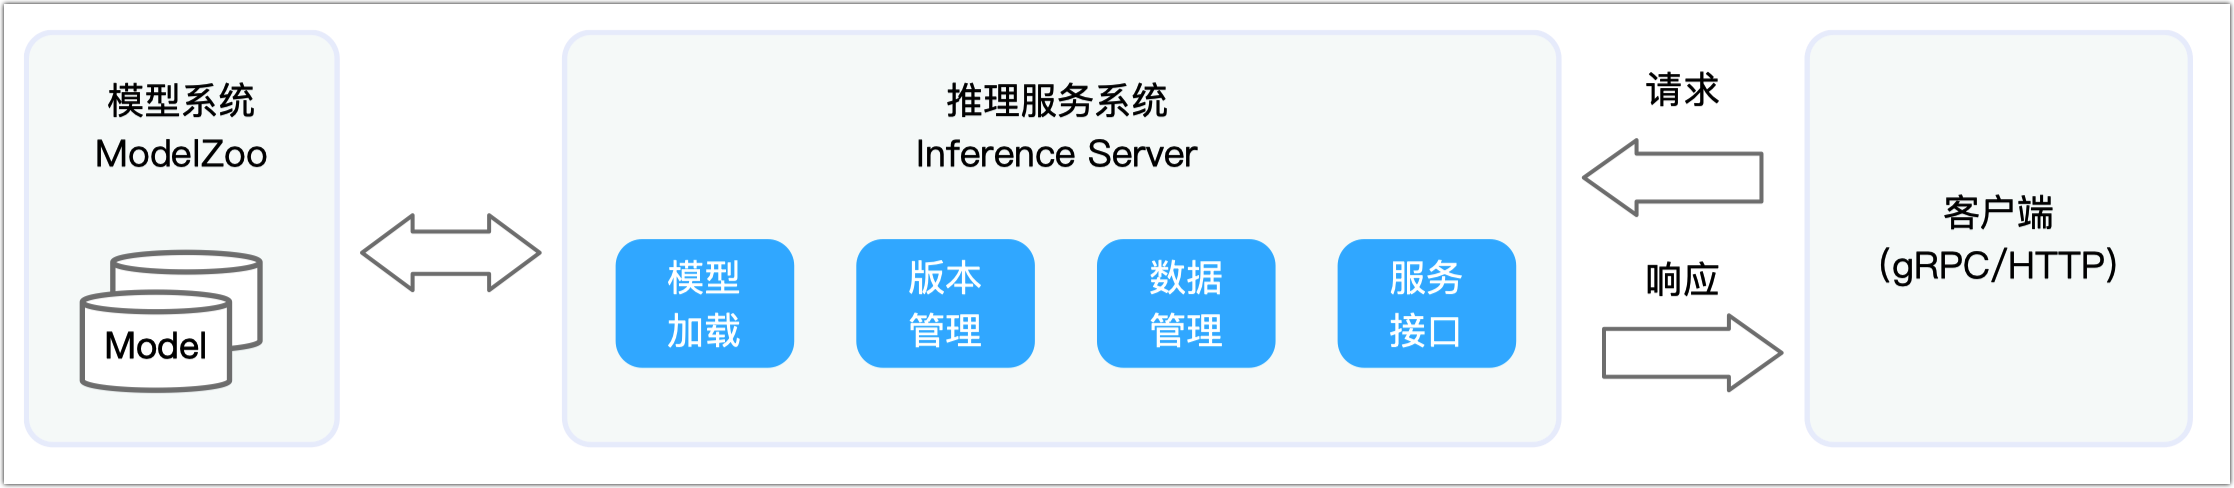 模型系统
ModelZoo
Model
推理服务系统
Inference Server
模型
加载
版本
管理
数据
管理
服务
接口
请求
响应
客户端
(gRPC/HTTP)